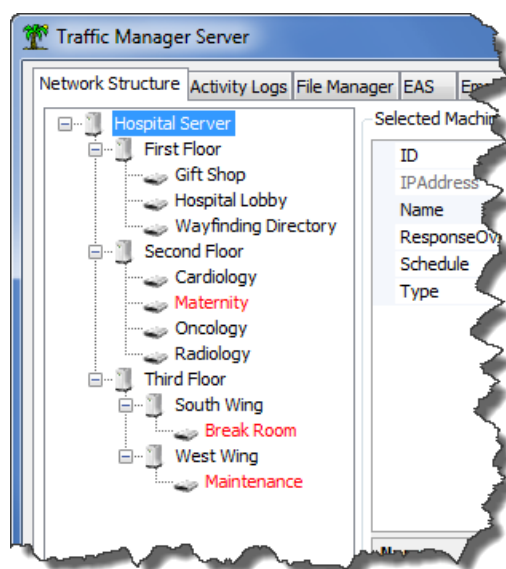 Traffic Manager Server
Network Structure Activity Logs File Manager EAS
Hospital Server
First Floor
Gift Shop
Hospital Lobby
Wayfinding Directory
Second Floor
Cardiology
Maternity
Oncology
Radiology
Third Floor
South Wing
Break Room
West Wing
Maintenance
Selected
ID
IPAddress
Name
Schedule
Type